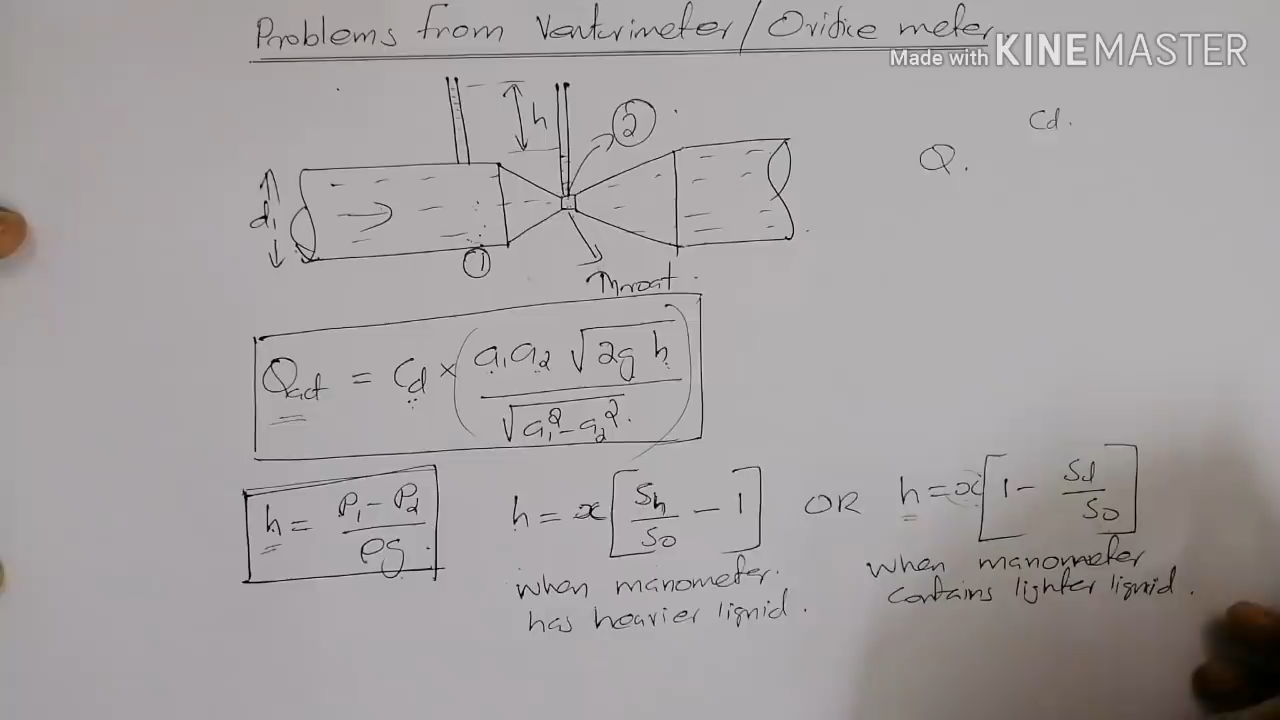 Problems from Venturimeter / Orifice meter
Made with KINEMASTER
h
2
Cd.
Q.
d₁
1
Throat.
Qact = Cd × (a₁a₂ √2gh / √a₁² - a₂²)
h = P₁ - P₂ / ρg
h = x[Sh/So - 1] OR h = x[1 - Sl/So]
when manometer
has heavier liquid.
when manometer
contains lighter liquid.